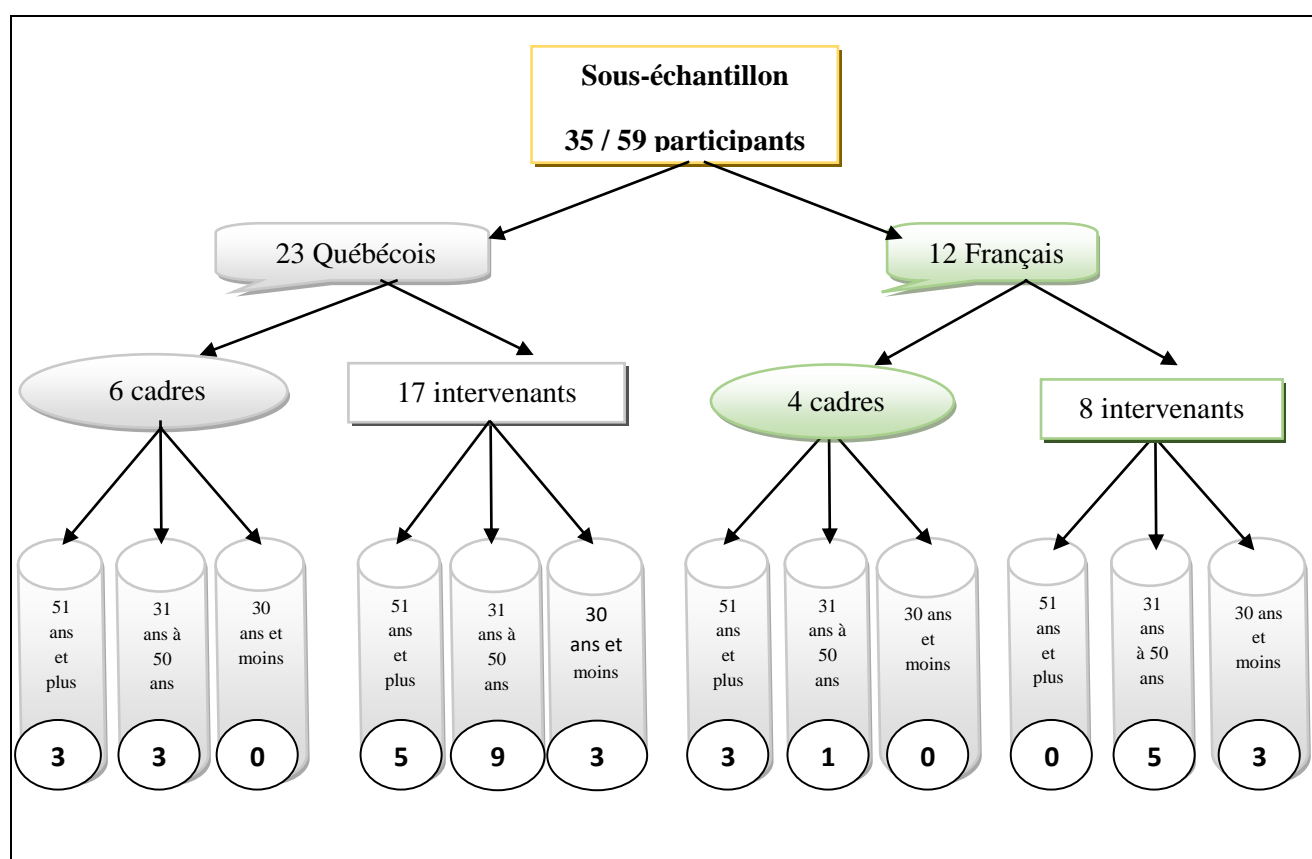 Sous-échantillon
35 / 59 participants
23 Québécois
12 Français
6 cadres
17 intervenants
4 cadres
8 intervenants
51
ans
et
plus
31
ans à
50
ans
30
ans et
moins
51
ans
et
plus
31
ans à
50
ans
30
ans et
moins
51
ans
et
plus
31
ans à
50
ans
30 ans
et
moins
51
ans
et plus
31
ans
à 50
ans
30 ans
et
moins
3
3
0
5
9
3
3
1
0
0
5
3